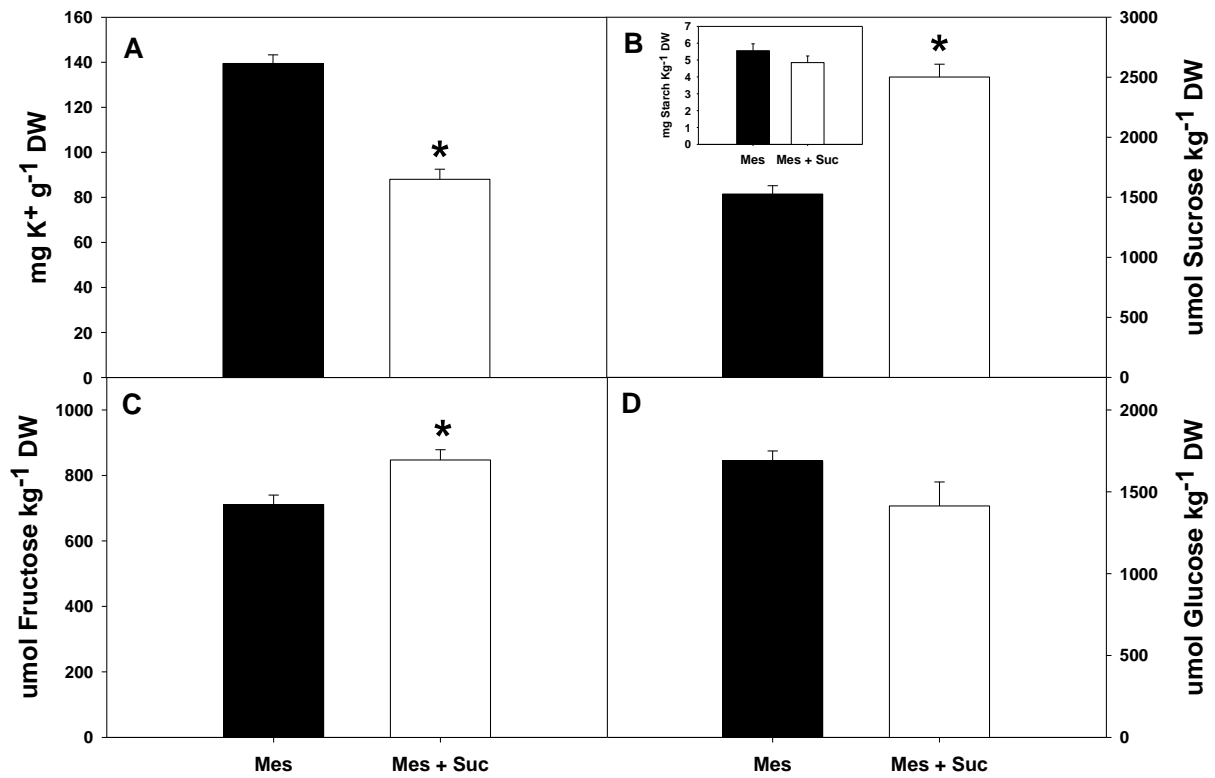 A
mg K+ g-1 DW
160
140
120
100
80
60
40
20
0
*
B
mg Starch Kg-1 DW
7
6
5
4
3
2
1
0
Mes
Mes + Suc
*
3000
2500
2000
1500
1000
500
0
umol Sucrose kg-1 DW
C
umol Fructose kg-1 DW
1000
800
600
400
200
0
*
Mes
Mes + Suc
D
2000
1500
1000
500
0
umol Glucose kg-1 DW
Mes
Mes + Suc